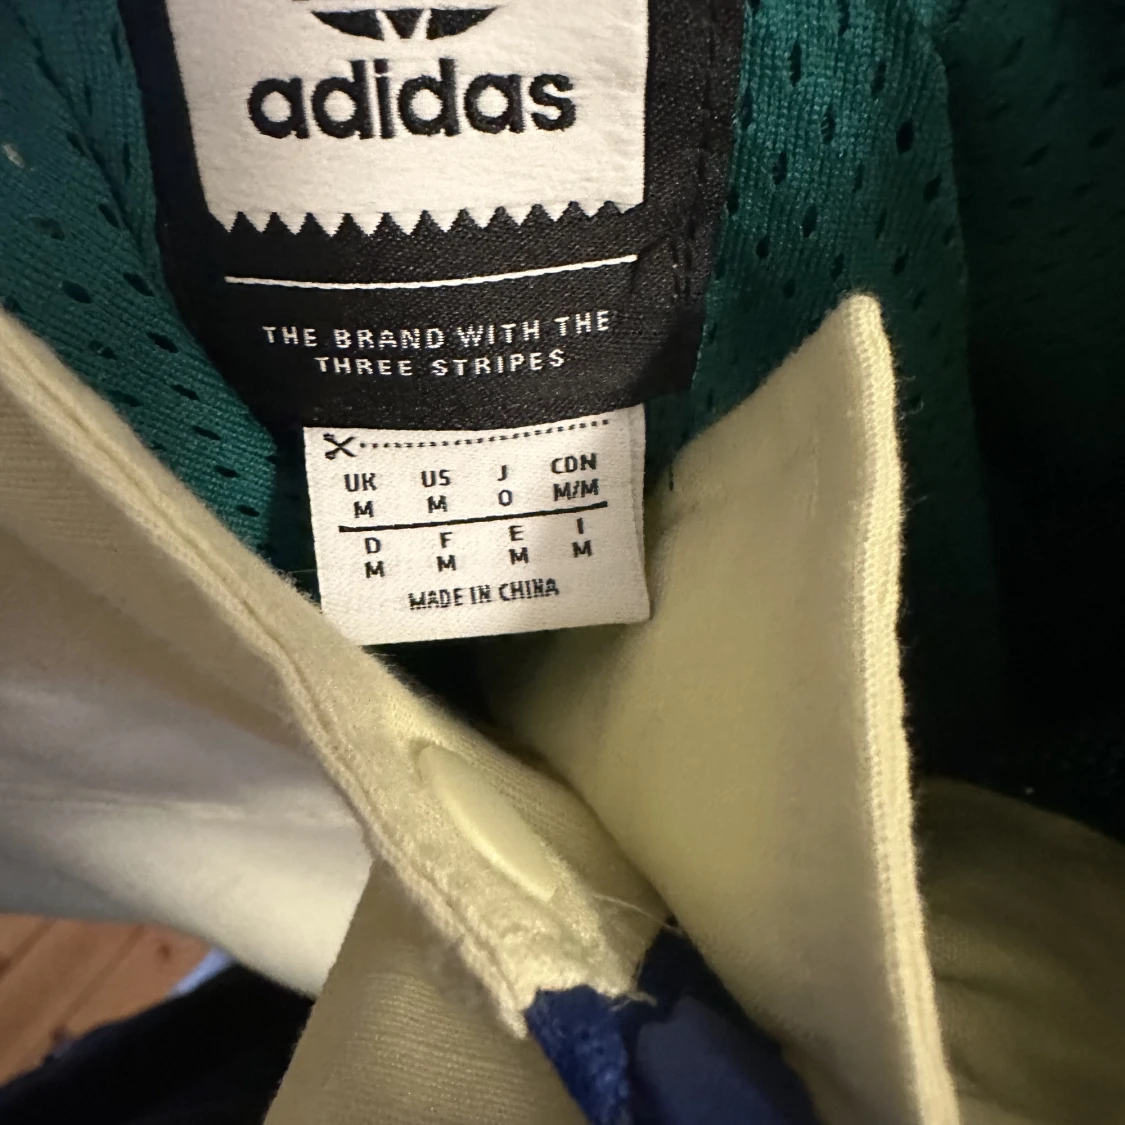 adidas
THE BRAND WITH THE
THREE STRIPES
UK US J CDN
M M O M/M
D F E I
M M M M
MADE IN CHINA